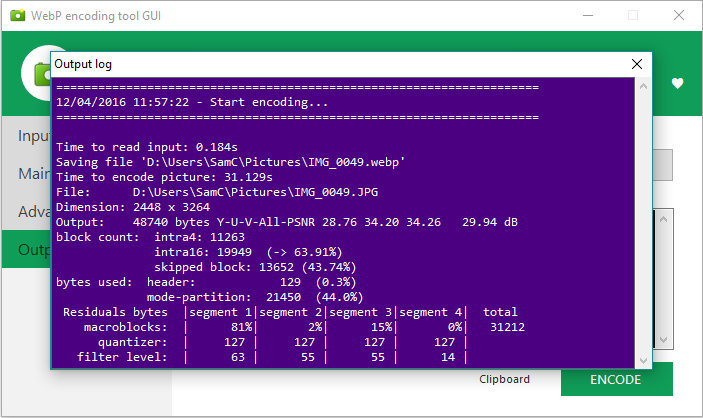 WebP encoding tool GUI
Output log
===================================================================
12/04/2016 11:57:22 - Start encoding...
===================================================================
Time to read input: 0.184s
Saving file 'D:\Users\SamC\Pictures\IMG_0049.webp'
Time to encode picture: 31.129s
File:      D:\Users\SamC\Pictures\IMG_0049.JPG
Dimension: 2448 x 3264
Output:    48740 bytes Y-U-V-All-PSNR 28.76 34.20 34.26   29.94 dB
block count:  intra4: 11263
              intra16: 19949  (-> 63.91%)
              skipped block: 13652 (43.74%)
bytes used:  header:            129  (0.3%)
             mode-partition:  21450  (44.0%)
 Residuals bytes  |segment 1|segment 2|segment 3|segment 4|  total
    macroblocks:  |      81%|       2%|      15%|       0%|   31212
      quantizer:  |     127 |     127 |     127 |     127 |
   filter level:  |      63 |      55 |      55 |      14 |
Input
Main
Adva
Outp
Clipboard
ENCODE